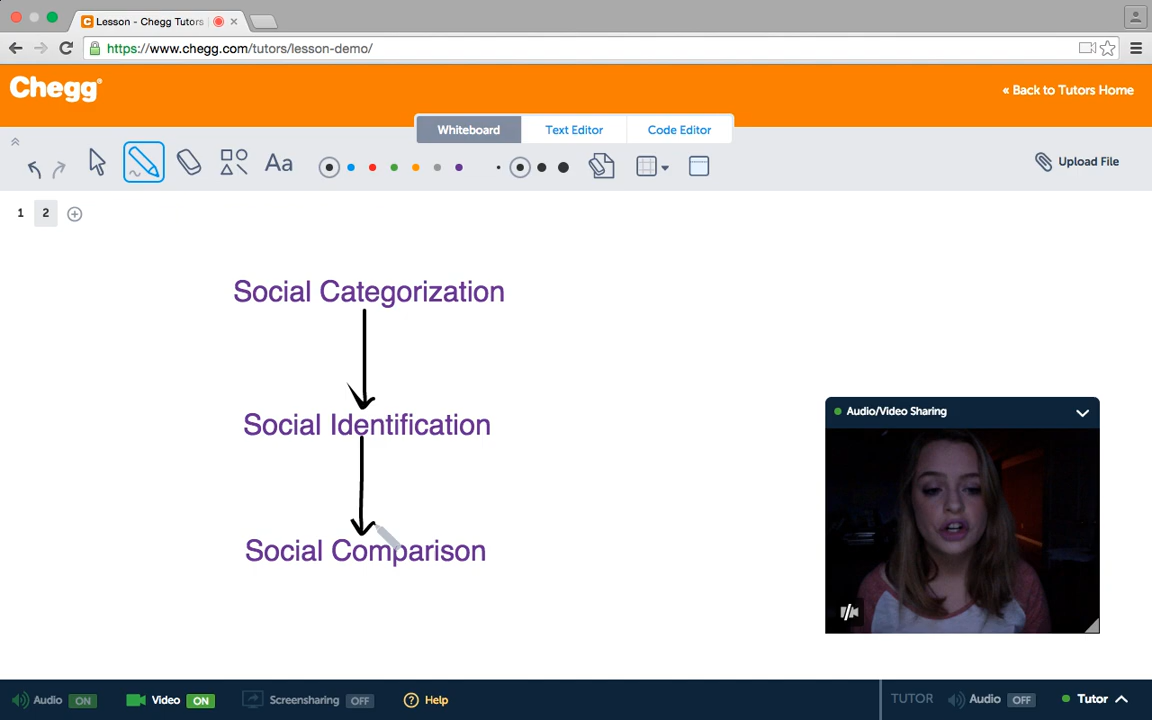 Lesson - Chegg Tutors
https://www.chegg.com/tutors/lesson-demo/
Chegg®
« Back to Tutors Home
Whiteboard Text Editor Code Editor
Aa
Upload File
1 2
Social Categorization
Social Identification
Social Comparison
Audio/Video Sharing
Audio ON Video ON Screensharing OFF Help TUTOR Audio OFF Tutor